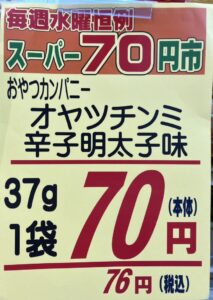 毎週水曜恒例
スーパー70円市
おやつカンパニー
オヤツチンミ
辛子明太子味
37g
1袋
70円
(本体)
76円(税込)